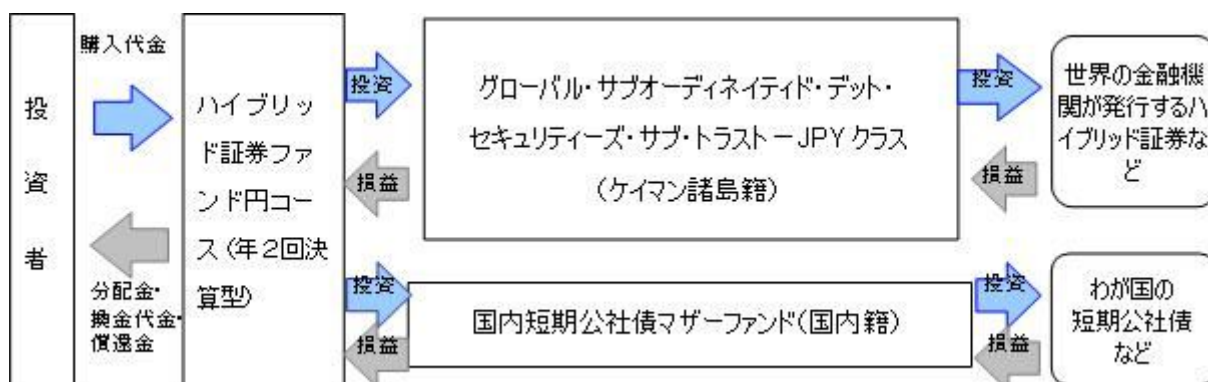 投
資
者
購入代金
分配金・
換金代金・
償還金
ハイブリッ
ド証券ファ
ンド円コー
ス(年2回決
算型)
投資
損益
グローバル・サブオーディネイティド・デット・
セキュリティーズ・サブ・トラスト－JPYクラス
(ケイマン諸島籍)
投資
損益
世界の金融機
関が発行するハ
イブリッド証券な
ど
投資
損益
国内短期公社債マザーファンド(国内籍)
投資
損益
わが国の
短期公社債
など